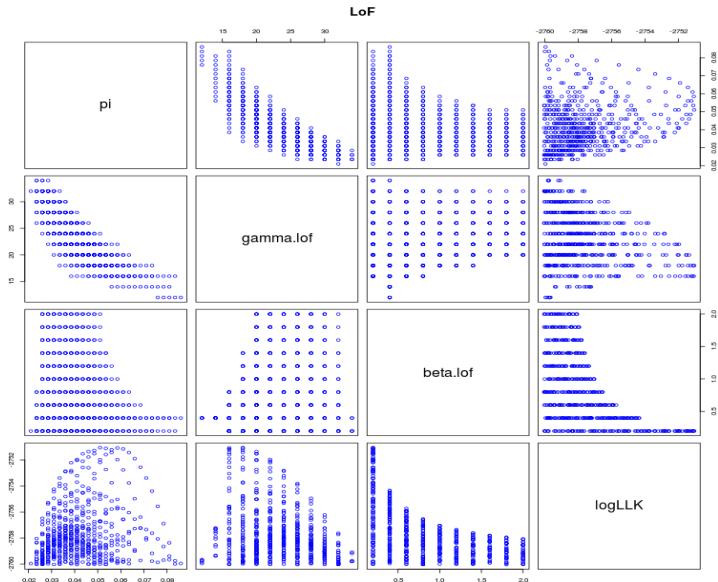 LoF
15 20 25 30 -2760 -2758 -2756 -2754 -2752
pi
0.02 0.03 0.04 0.05 0.06 0.07 0.08
15 20 25 30
gamma.lof
beta.lof
0.5 1.0 1.5 2.0
-2760 -2758 -2756 -2754 -2752
logLLK
0.02 0.03 0.04 0.05 0.06 0.07 0.08 0.5 1.0 1.5 2.0